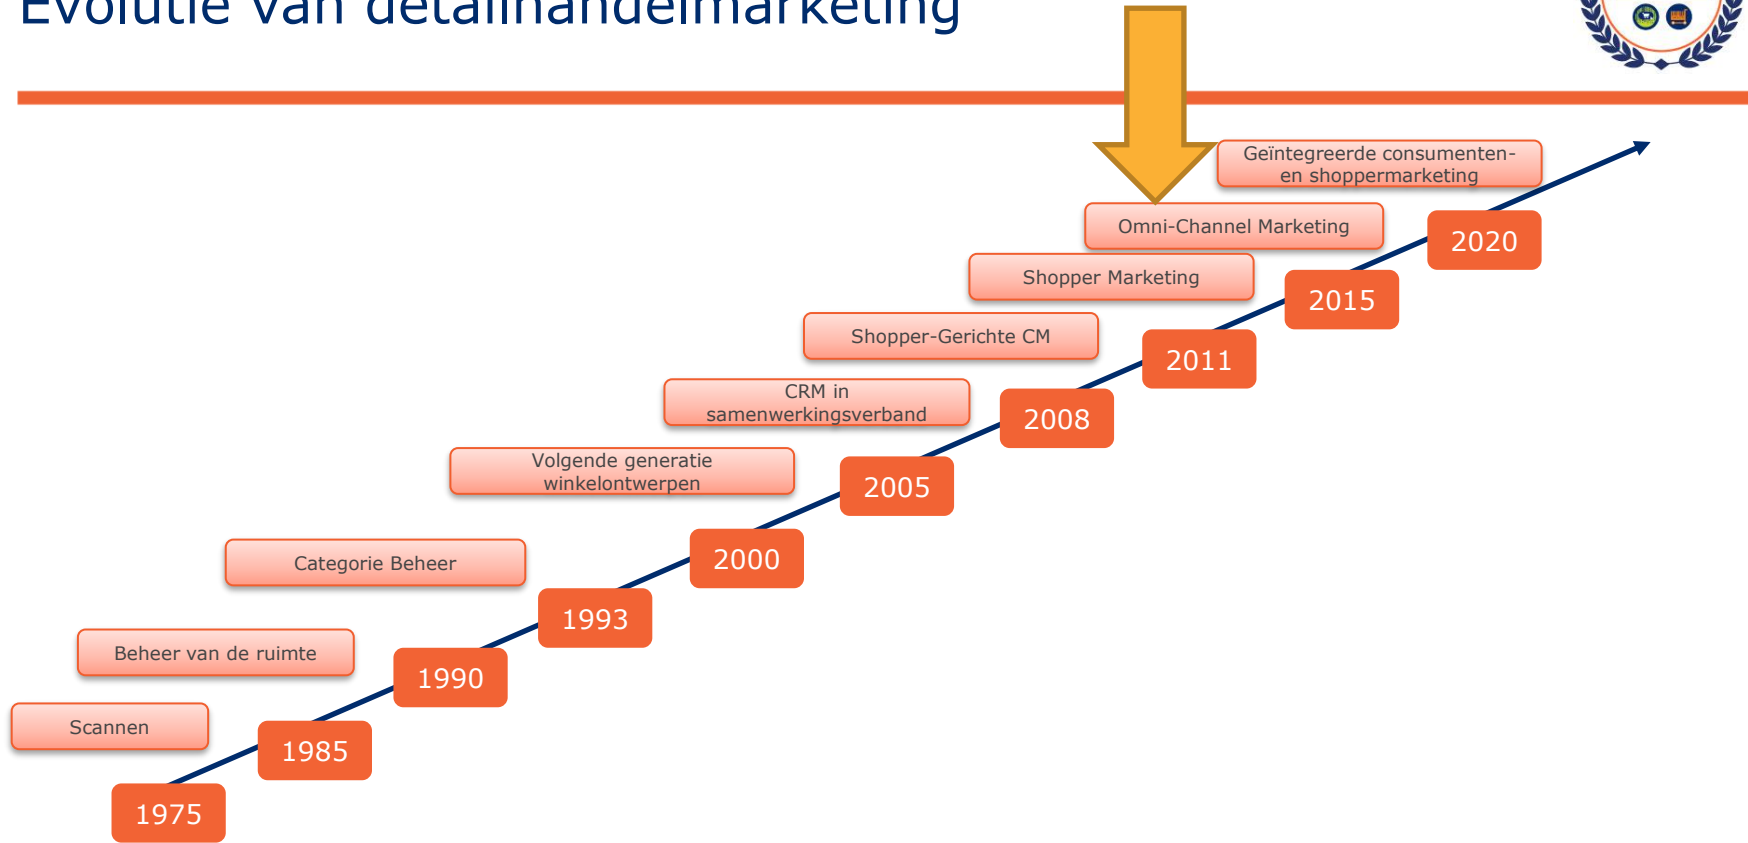 Evolutie van detailhandelmarketing
Geïntegreerde consumenten-
en shoppermarketing
Omni-Channel Marketing
2020
Shopper Marketing
2015
Shopper-Gerichte CM
2011
CRM in
samenwerkingsverband
2008
Volgende generatie
winkelontwerpen
2005
Categorie Beheer
2000
1993
Beheer van de ruimte
1990
Scannen
1985
1975